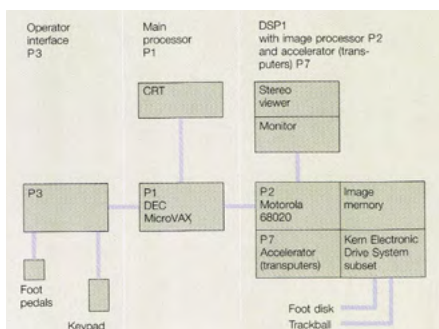 Operator
interface
P3
Main
processor
P1
DSP1
with image processor P2
and accelerator (trans-
puters) P7
CRT
Stereo
viewer
Monitor
P3
P1
DEC
MicroVAX
P2
Motorola
68020
Image
memory
P7
Accelerator
(transputers)
Kern Electronic
Drive System
subset
Foot
pedals
Keypad
Foot disk
Trackball